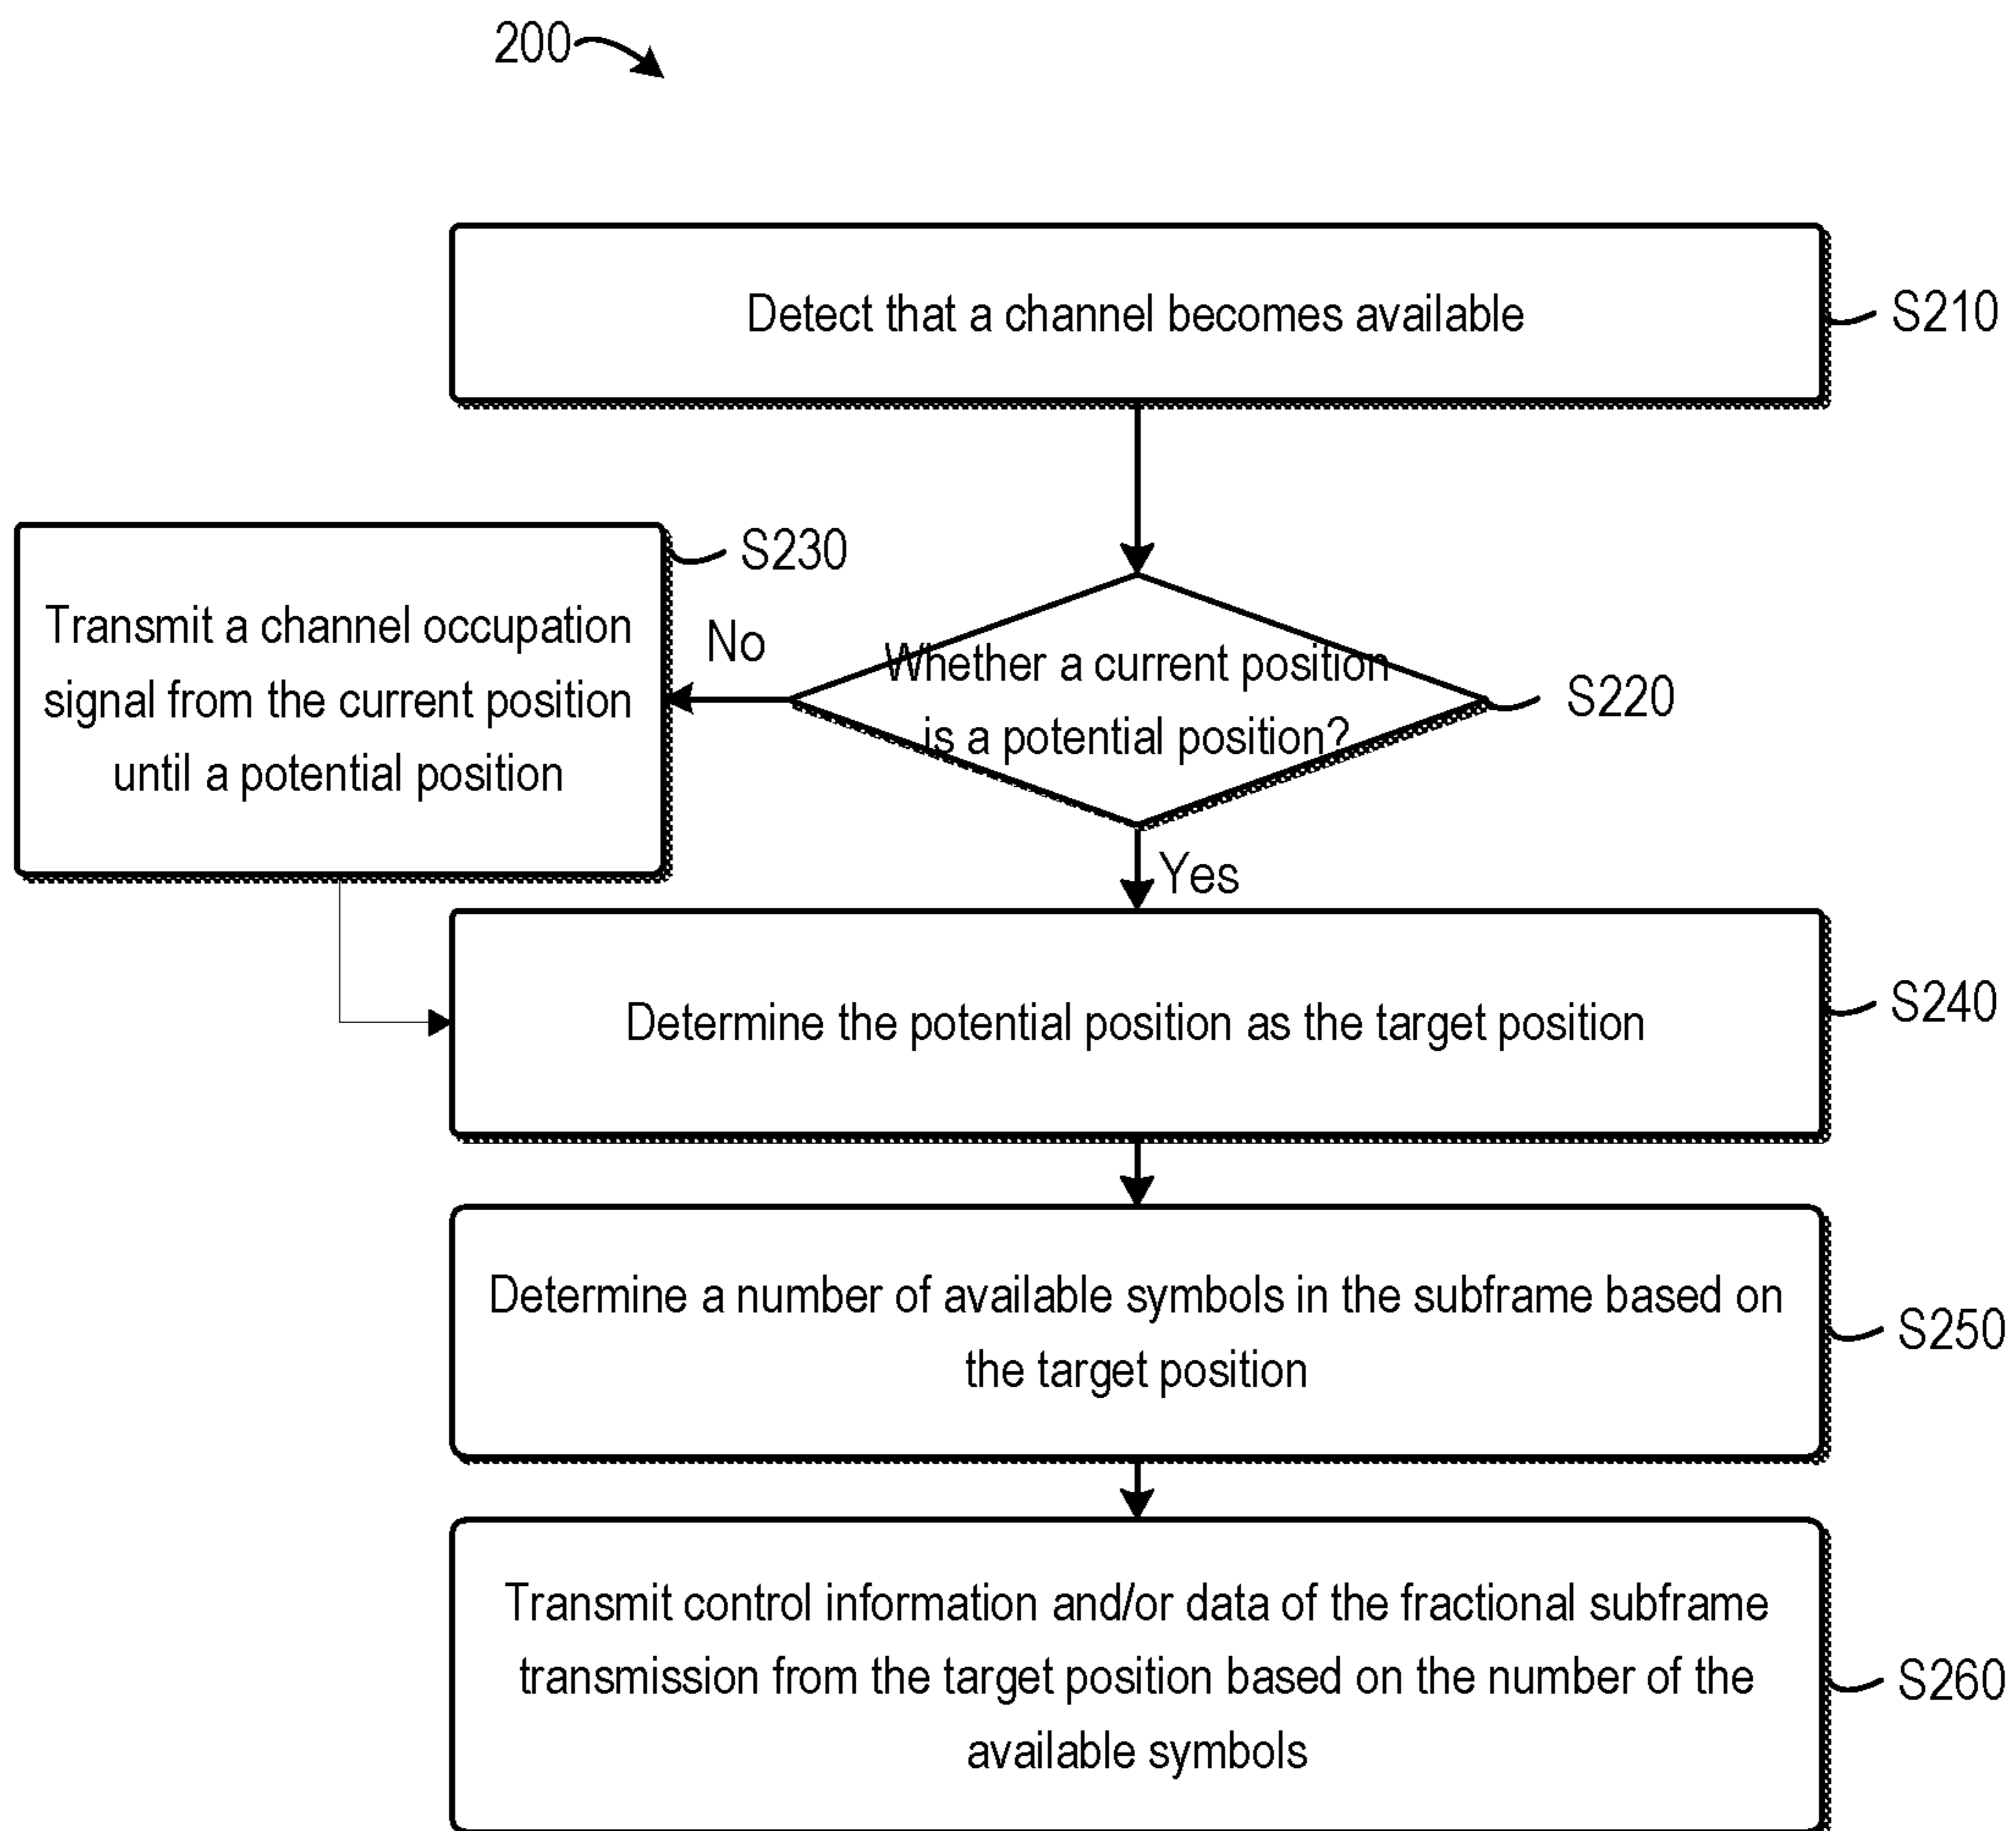 200
Detect that a channel becomes available
S210
S230
Transmit a channel occupation
signal from the current position
until a potential position
No
Whether a current position
is a potential position?
S220
Yes
Determine the potential position as the target position
S240
Determine a number of available symbols in the subframe based on
the target position
S250
Transmit control information and/or data of the fractional subframe
transmission from the target position based on the number of the
available symbols
S260